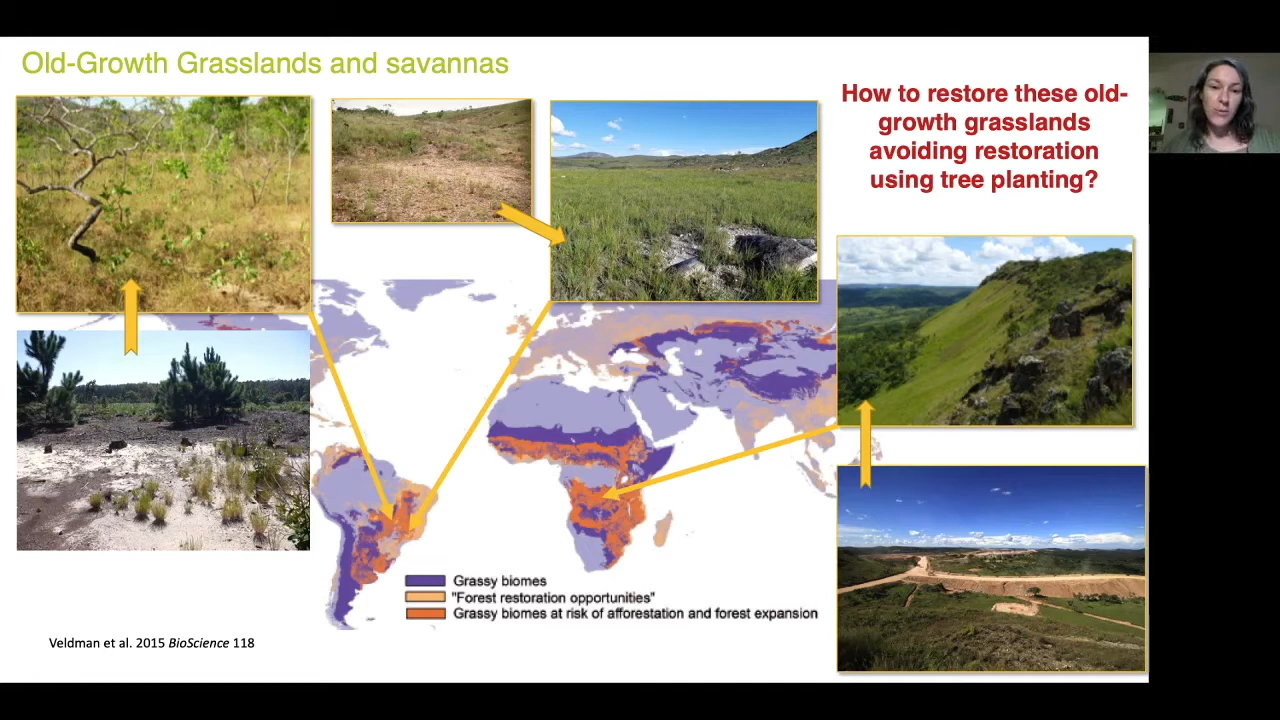 Old-Growth Grasslands and savannas
How to restore these old-
growth grasslands
avoiding restoration
using tree planting?
Grassy biomes
"Forest restoration opportunities"
Grassy biomes at risk of afforestation and forest expansion
Veldman et al. 2015 BioScience 118